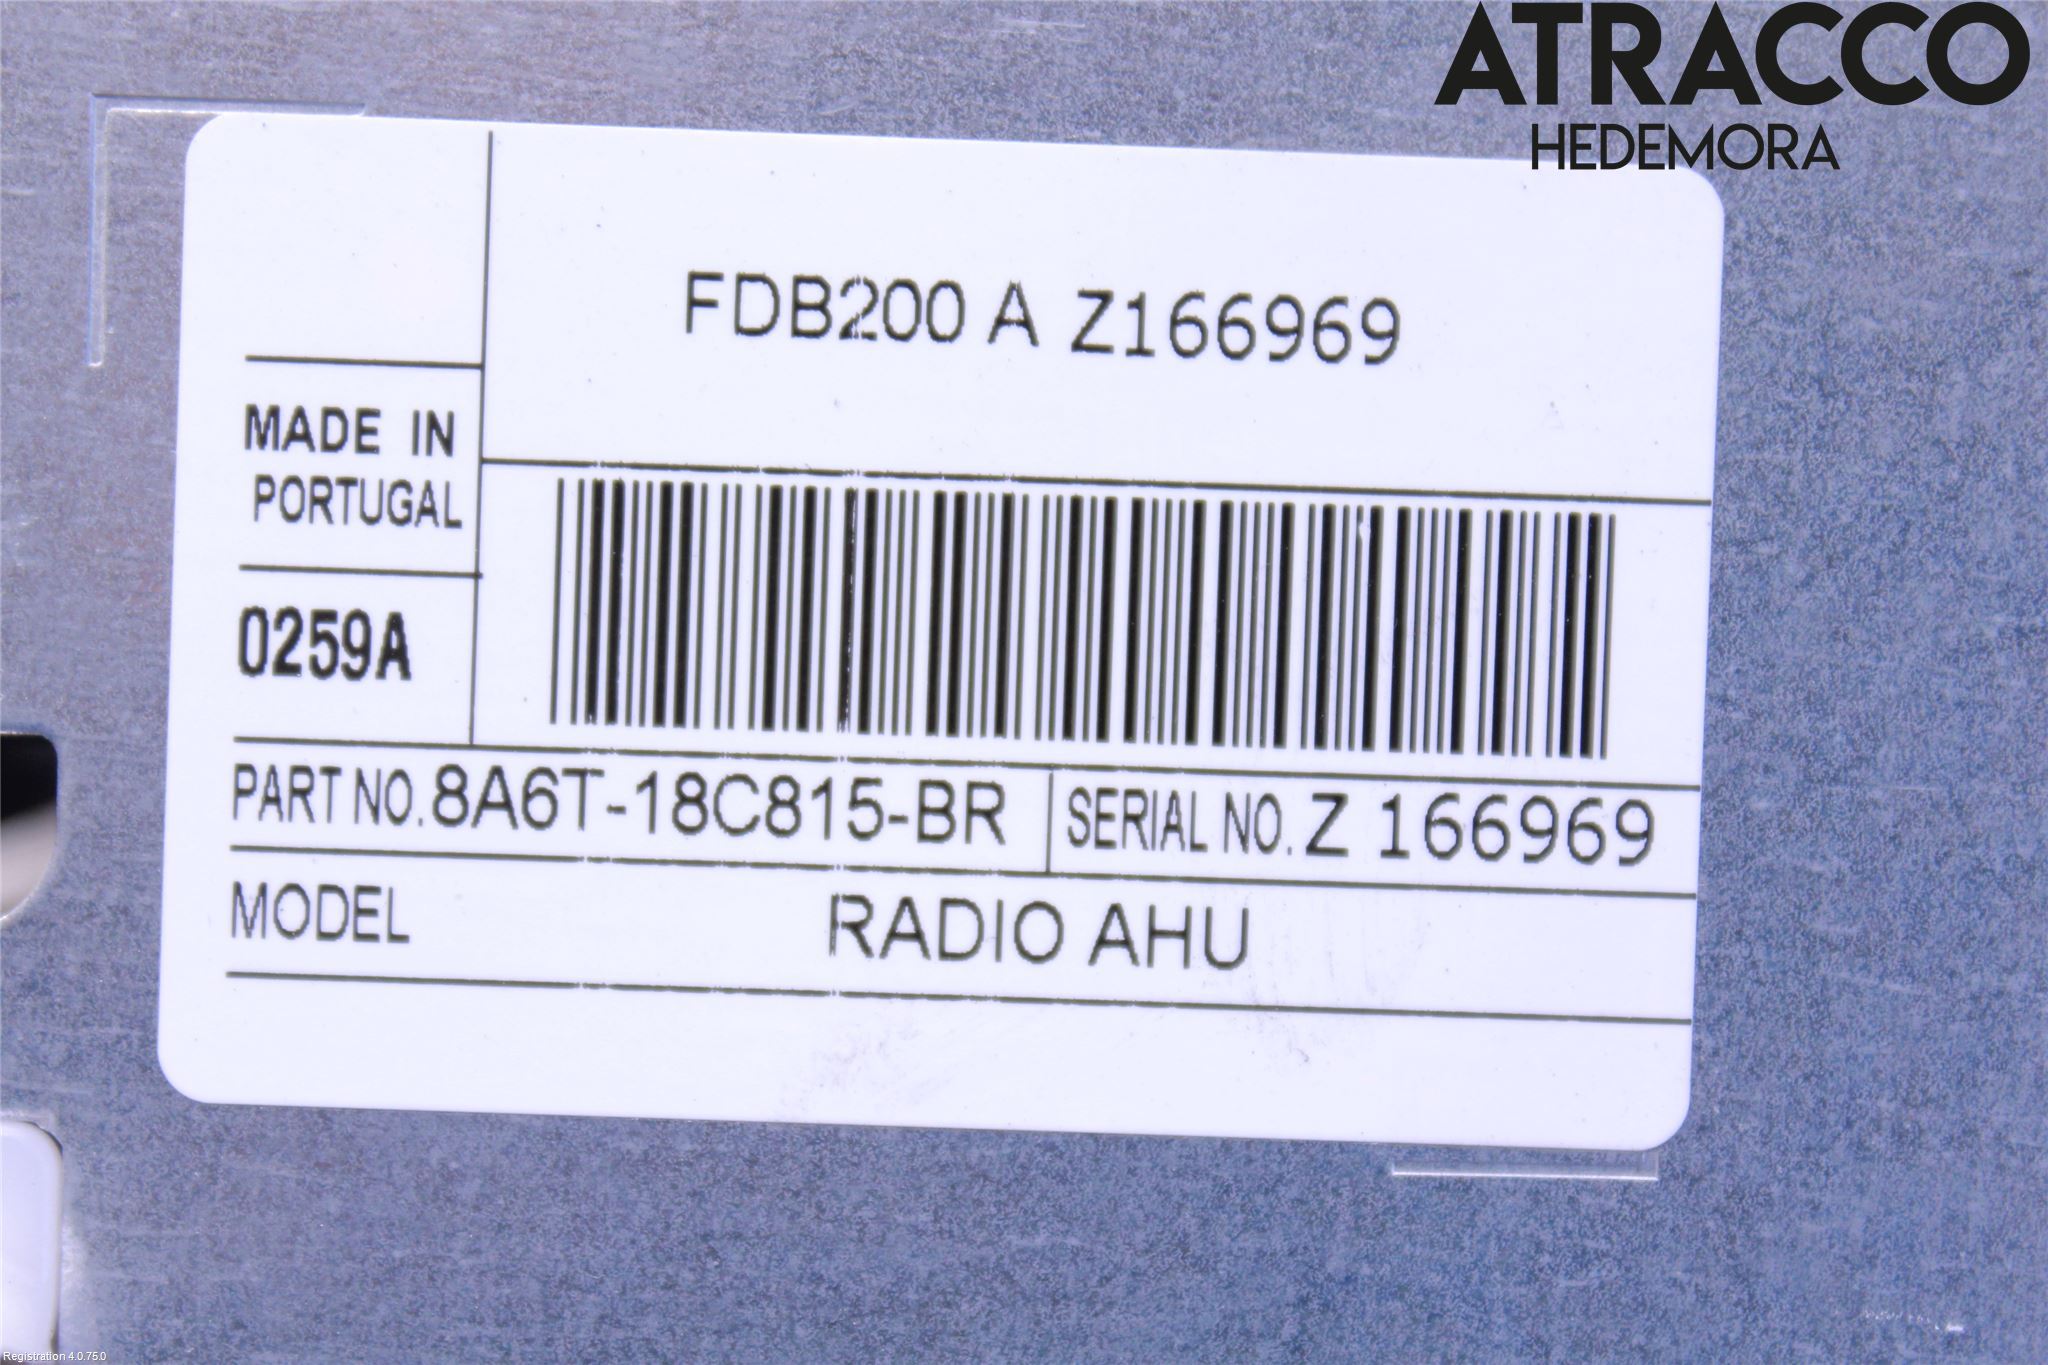 ATRACCO
HEDEMORA
FDB200 A Z166969
MADE IN
PORTUGAL
0259A
PART NO. 8A6T-18C815-BR SERIAL NO. Z 166969
MODEL RADIO AHU
Registration 4.0.75.0